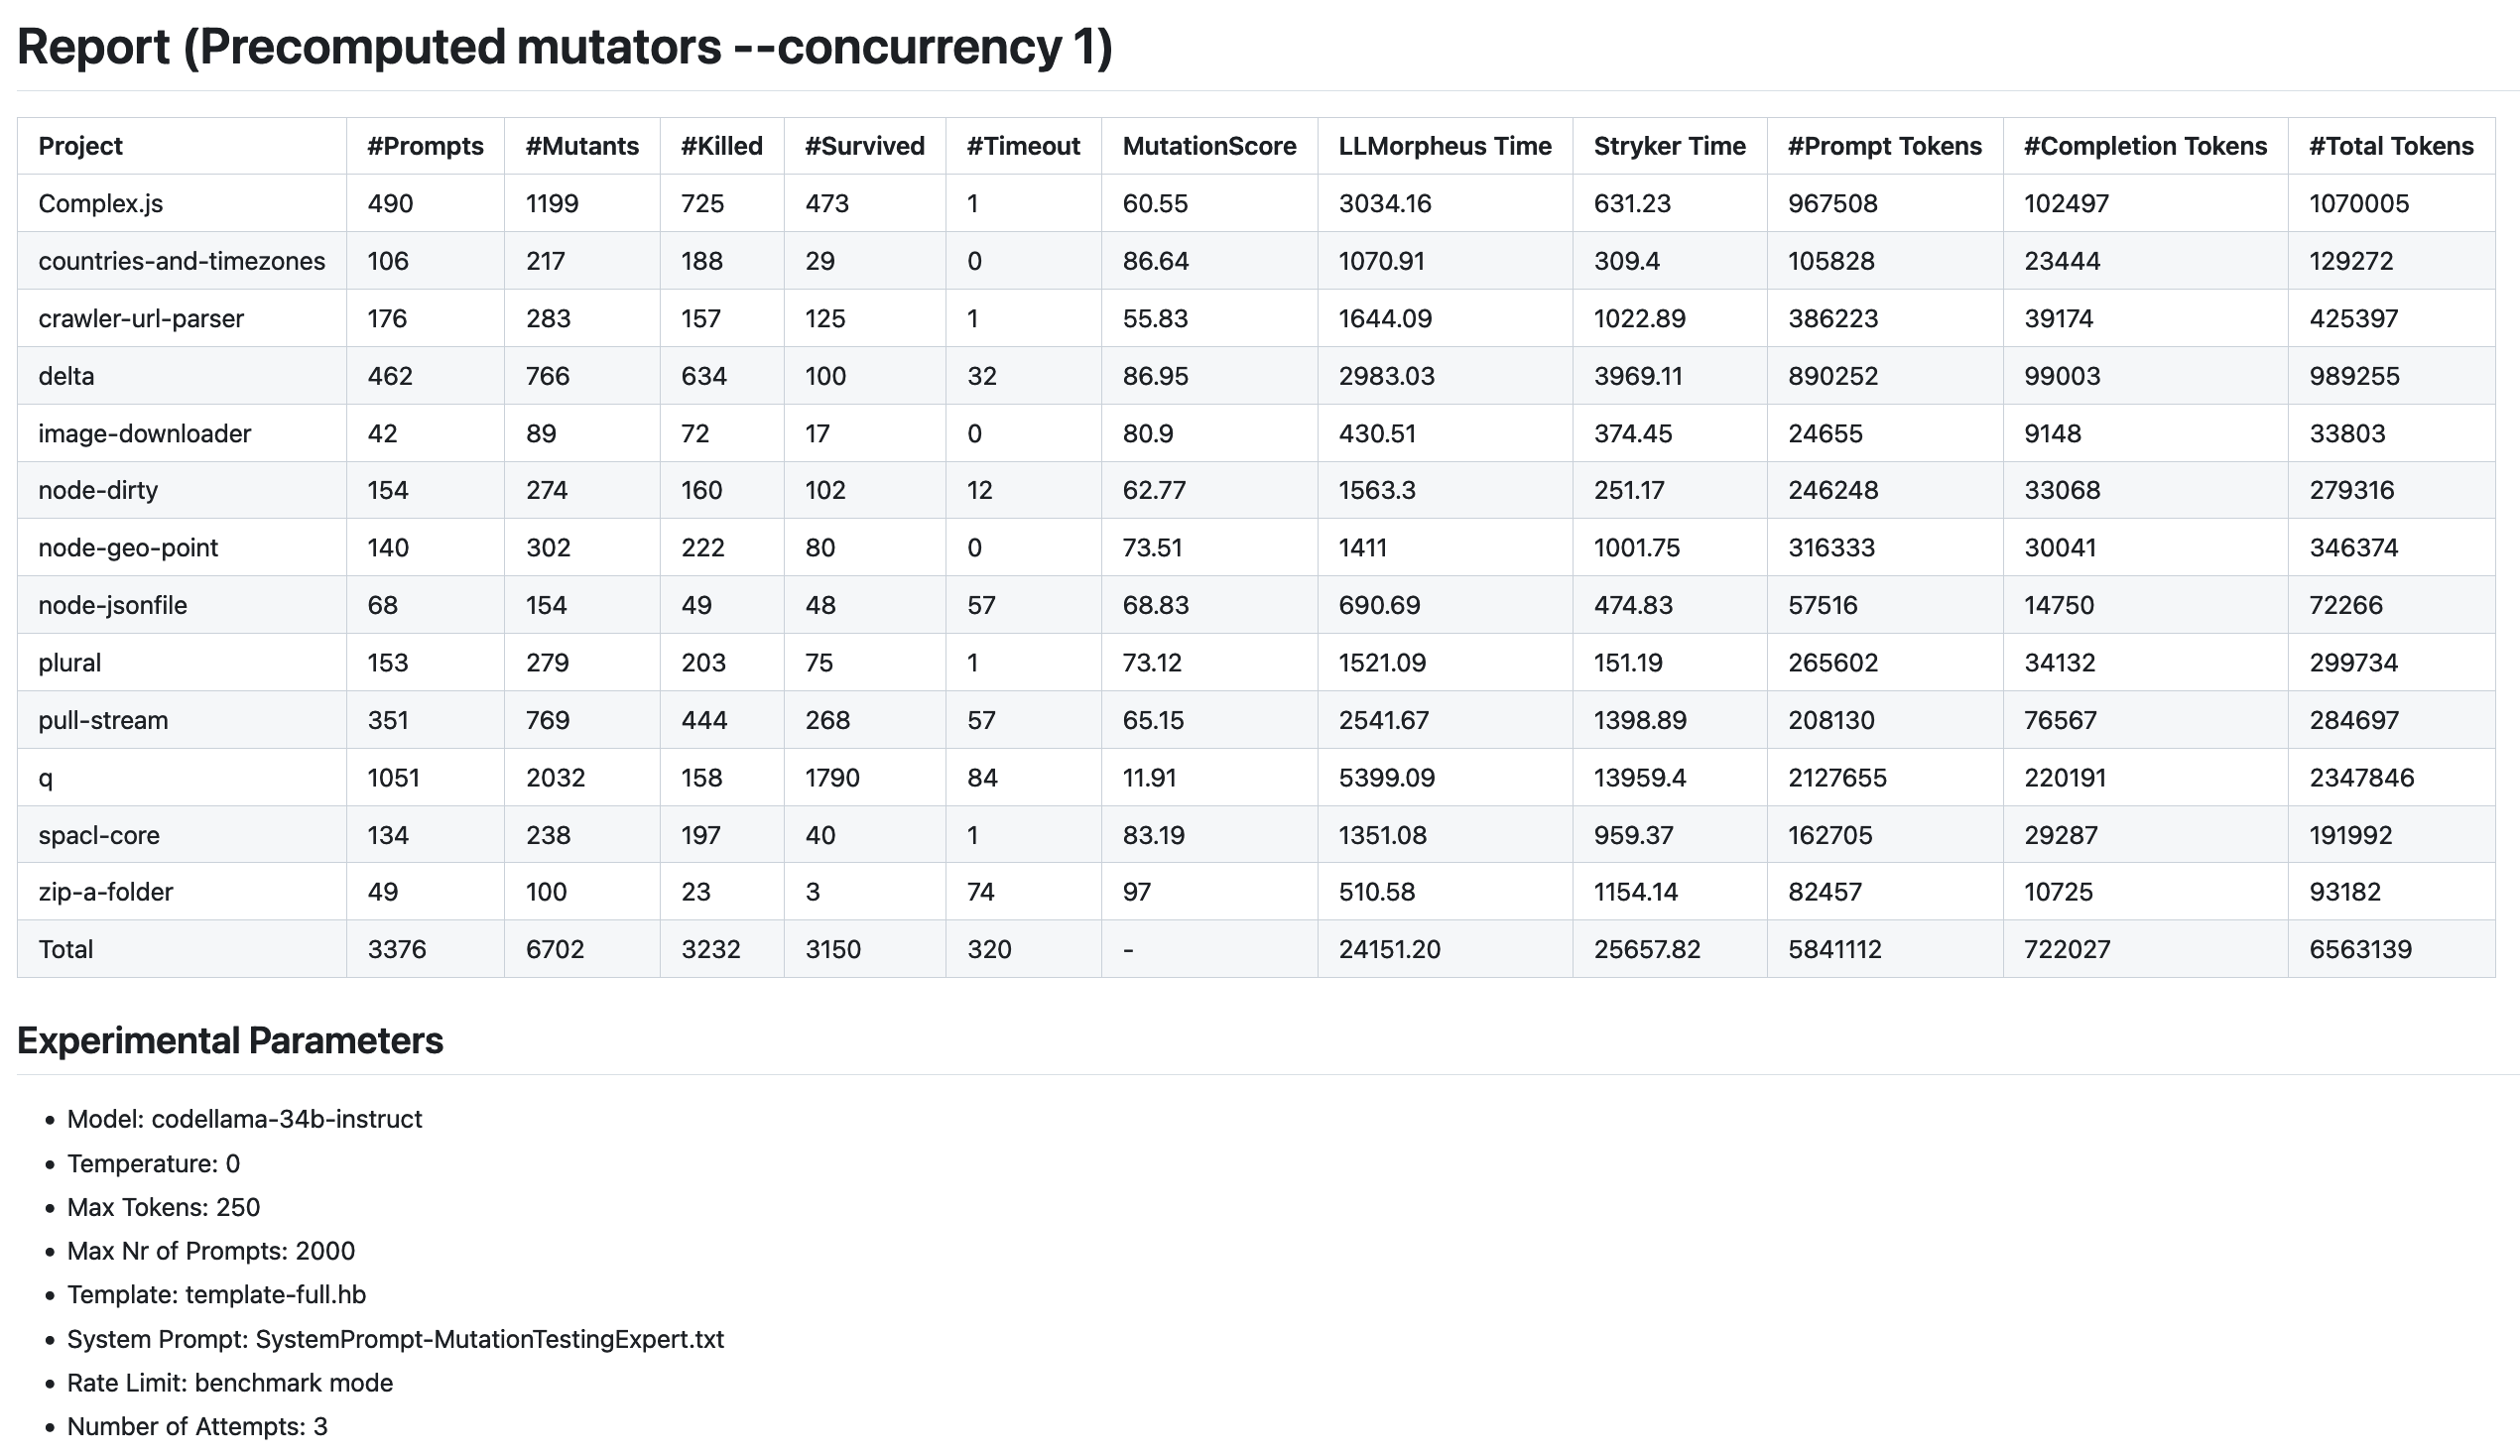 Report (Precomputed mutators --concurrency 1)
Project #Prompts #Mutants #Killed #Survived #Timeout MutationScore LLMorpheus Time Stryker Time #Prompt Tokens #Completion Tokens #Total Tokens
Complex.js 490 1199 725 473 1 60.55 3034.16 631.23 967508 102497 1070005
countries-and-timezones 106 217 188 29 0 86.64 1070.91 309.4 105828 23444 129272
crawler-url-parser 176 283 157 125 1 55.83 1644.09 1022.89 386223 39174 425397
delta 462 766 634 100 32 86.95 2983.03 3969.11 890252 99003 989255
image-downloader 42 89 72 17 0 80.9 430.51 374.45 24655 9148 33803
node-dirty 154 274 160 102 12 62.77 1563.3 251.17 246248 33068 279316
node-geo-point 140 302 222 80 0 73.51 1411 1001.75 316333 30041 346374
node-jsonfile 68 154 49 48 57 68.83 690.69 474.83 57516 14750 72266
plural 153 279 203 75 1 73.12 1521.09 151.19 265602 34132 299734
pull-stream 351 769 444 268 57 65.15 2541.67 1398.89 208130 76567 284697
q 1051 2032 158 1790 84 11.91 5399.09 13959.4 2127655 220191 2347846
spacl-core 134 238 197 40 1 83.19 1351.08 959.37 162705 29287 191992
zip-a-folder 49 100 23 3 74 97 510.58 1154.14 82457 10725 93182
Total 3376 6702 3232 3150 320 - 24151.20 25657.82 5841112 722027 6563139
Experimental Parameters
• Model: codellama-34b-instruct
• Temperature: 0
• Max Tokens: 250
• Max Nr of Prompts: 2000
• Template: template-full.hb
• System Prompt: SystemPrompt-MutationTestingExpert.txt
• Rate Limit: benchmark mode
• Number of Attempts: 3